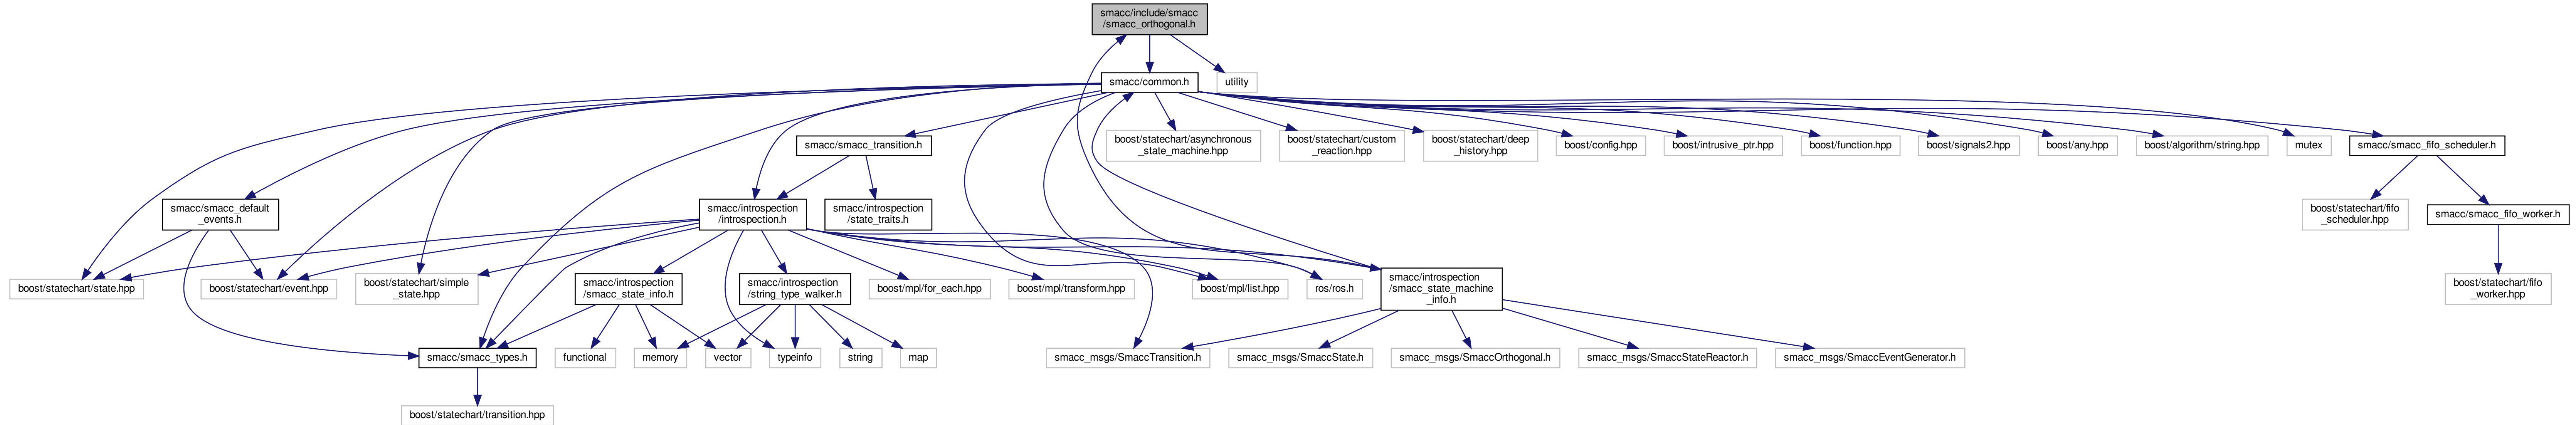 smacc/include/smacc
/smacc_orthogonal.h
smacc/common.h
utility
smacc/smacc_transition.h
boost/statechart/asynchronous
_state_machine.hpp
boost/statechart/custom
_reaction.hpp
boost/statechart/deep
_history.hpp
boost/config.hpp
boost/intrusive_ptr.hpp
boost/function.hpp
boost/signals2.hpp
boost/any.hpp
boost/algorithm/string.hpp
mutex
smacc/smacc_fifo_scheduler.h
smacc/smacc_default
_events.h
smacc/introspection
/introspection.h
smacc/introspection
/state_traits.h
boost/statechart/fifo
_scheduler.hpp
smacc/smacc_fifo_worker.h
boost/statechart/state.hpp
boost/statechart/event.hpp
boost/statechart/simple
_state.hpp
smacc/introspection
/smacc_state_info.h
smacc/introspection
/string_type_walker.h
boost/mpl/for_each.hpp
boost/mpl/transform.hpp
boost/mpl/list.hpp
ros/ros.h
smacc/introspection
/smacc_state_machine
_info.h
boost/statechart/fifo
_worker.hpp
smacc/smacc_types.h
functional
memory
vector
typeinfo
string
map
smacc_msgs/SmaccTransition.h
smacc_msgs/SmaccState.h
smacc_msgs/SmaccOrthogonal.h
smacc_msgs/SmaccStateReactor.h
smacc_msgs/SmaccEventGenerator.h
boost/statechart/transition.hpp